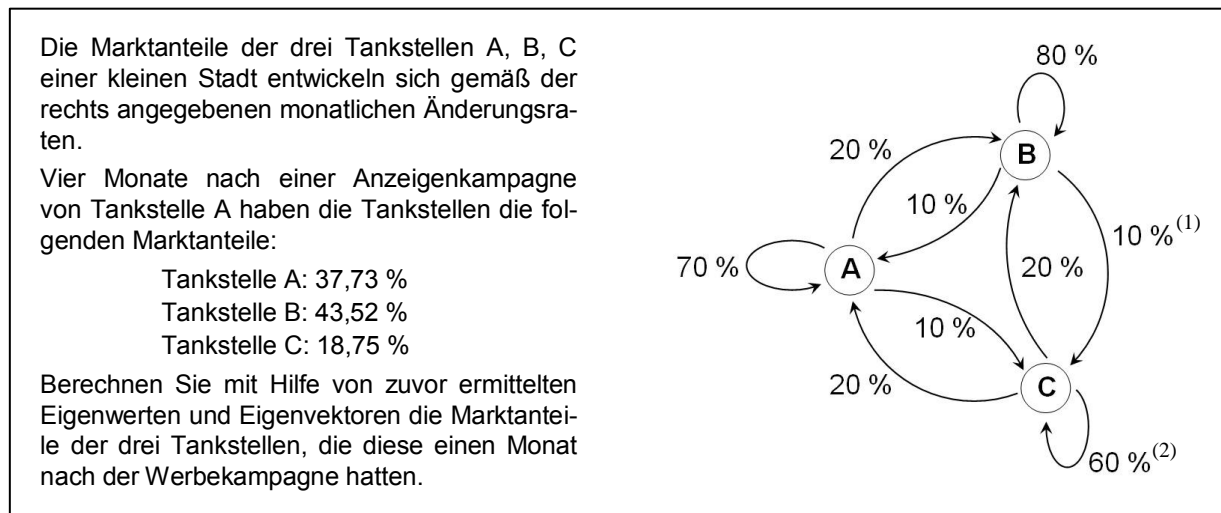 Die Marktanteile der drei Tankstellen A, B, C
einer kleinen Stadt entwickeln sich gemäß der
rechts angegebenen monatlichen Änderungsra-
ten.
Vier Monate nach einer Anzeigenkampagne
von Tankstelle A haben die Tankstellen die fol-
genden Marktanteile:
Tankstelle A: 37,73 %
Tankstelle B: 43,52 %
Tankstelle C: 18,75 %
Berechnen Sie mit Hilfe von zuvor ermittelten
Eigenwerten und Eigenvektoren die Marktantei-
le der drei Tankstellen, die diese einen Monat
nach der Werbekampagne hatten.
80 %
20 %
B
10 %
10 %(1)
70 %
A
20 %
10 %
20 %
C
60 %(2)